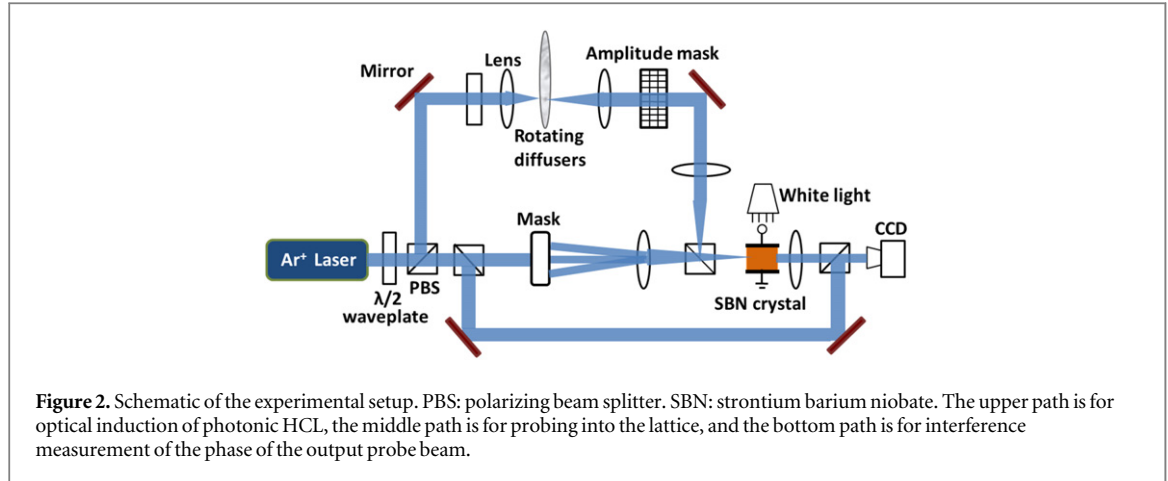 Amplitude mask
Lens
Mirror
Rotating
diffusers
White light
Mask
CCD
Ar+ Laser
PBS
λ/2
waveplate
SBN crystal
Figure 2. Schematic of the experimental setup. PBS: polarizing beam splitter. SBN: strontium barium niobate. The upper path is for
optical induction of photonic HCL, the middle path is for probing into the lattice, and the bottom path is for interference
measurement of the phase of the output probe beam.